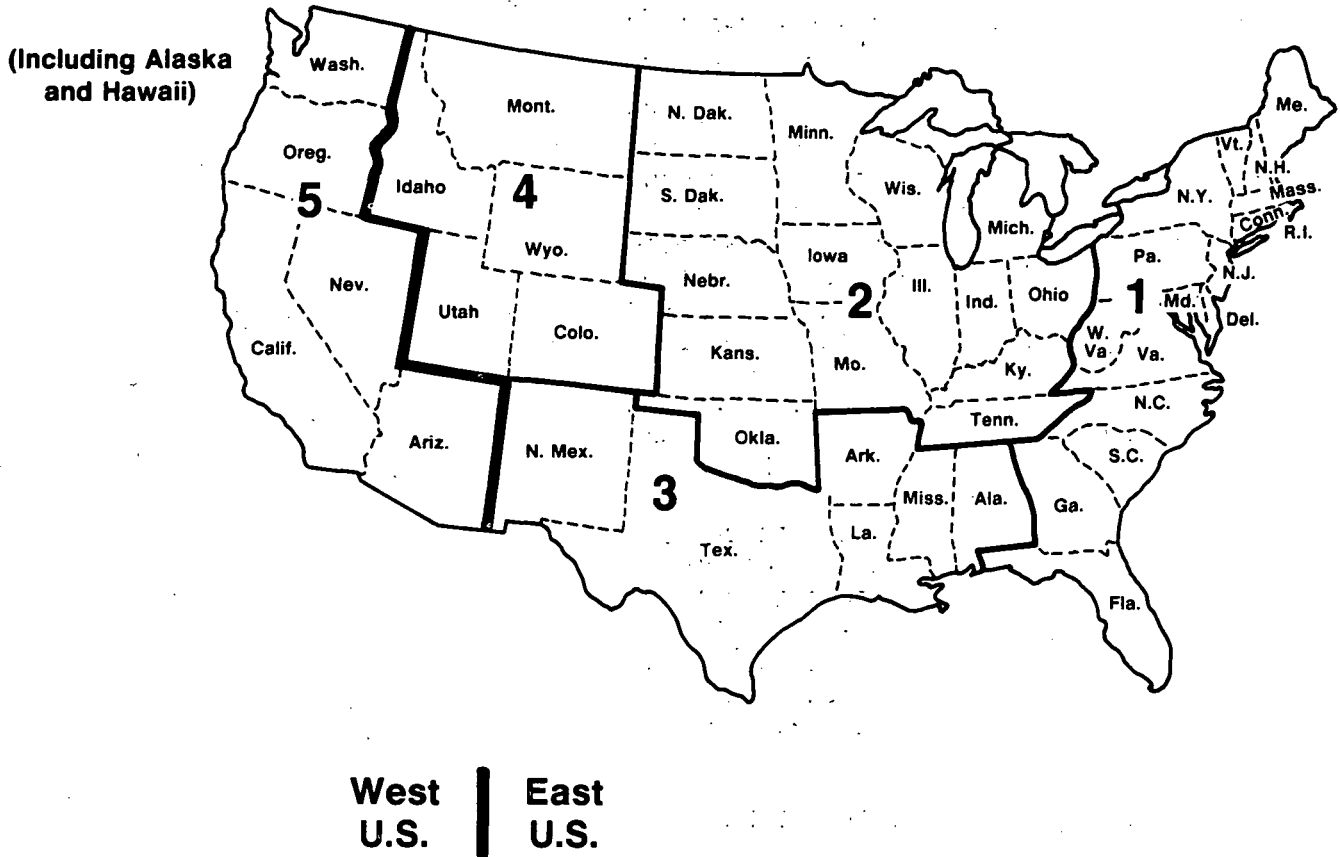 (Including Alaska
and Hawaii)
Wash.
Oreg.
5
Calif.
Nev.
Ariz.
Mont.
Idaho
4
Wyo.
Utah
Colo.
N. Dak.
S. Dak.
Nebr.
Kans.
Okla.
Minn.
Iowa
2
Mo.
Wis.
Ill.
Mich.
Ind.
Ohio
Ky.
Tenn.
N. Mex.
3
Tex.
Ark.
La.
Miss.
Ala.
Me.
Vt.
N.H.
Mass.
N.Y.
Conn.
R.I.
Pa.
N.J.
1
Md.
Del.
W.
Va.
Va.
N.C.
S.C.
Ga.
Fla.
West
U.S.
East
U.S.